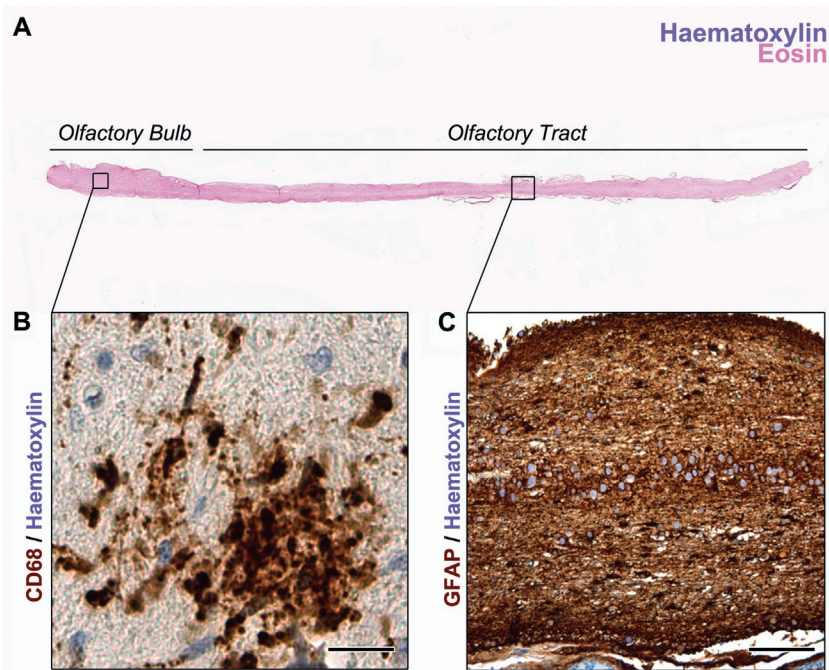 A
Haematoxylin
Eosin
Olfactory Bulb
Olfactory Tract
B
CD68 / Haematoxylin
C
GFAP / Haematoxylin